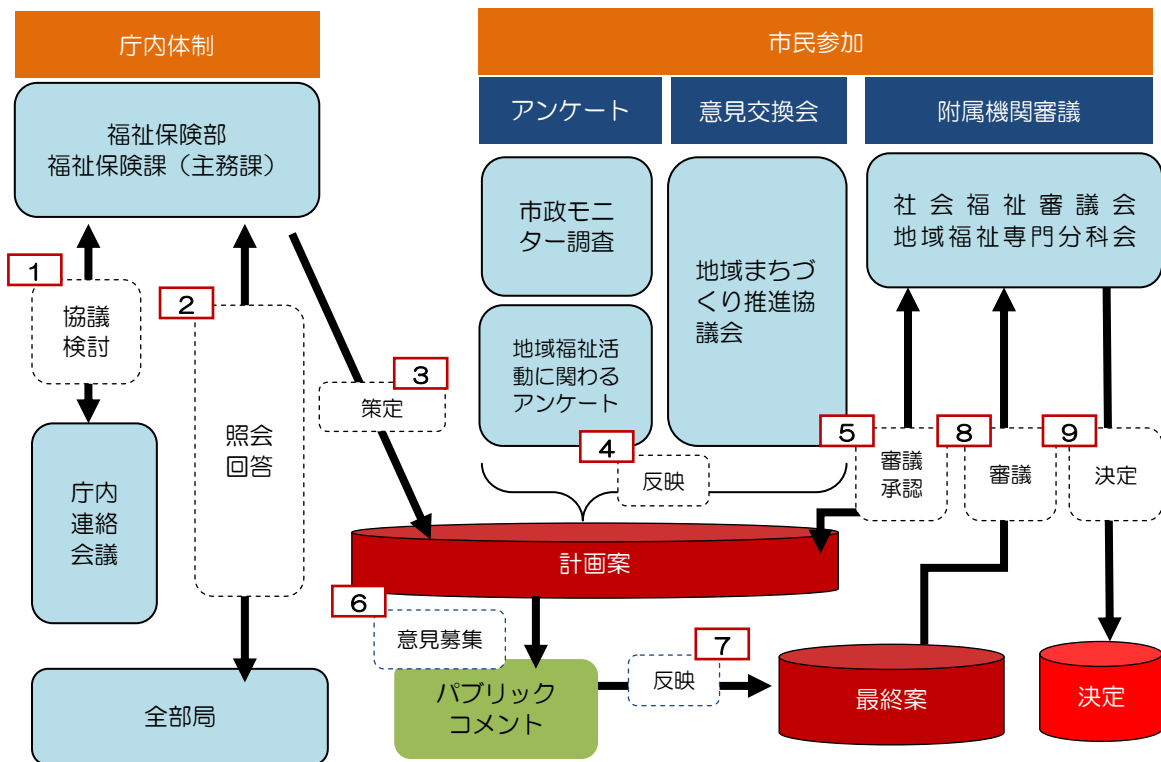 庁内体制
福祉保険部
福祉保険課（主務課）
1
協議
検討
2
照会
回答
庁内
連絡
会議
全部局
3
策定
市民参加
アンケート
意見交換会
附属機関審議
市政モニ
ター調査
地域福祉活
動に関わる
アンケート
地域まちづ
くり推進協
議会
社会福祉審議会
地域福祉専門分科会
4
反映
5
審議
承認
8
審議
9
決定
計画案
6
意見募集
パブリック
コメント
7
反映
最終案
決定